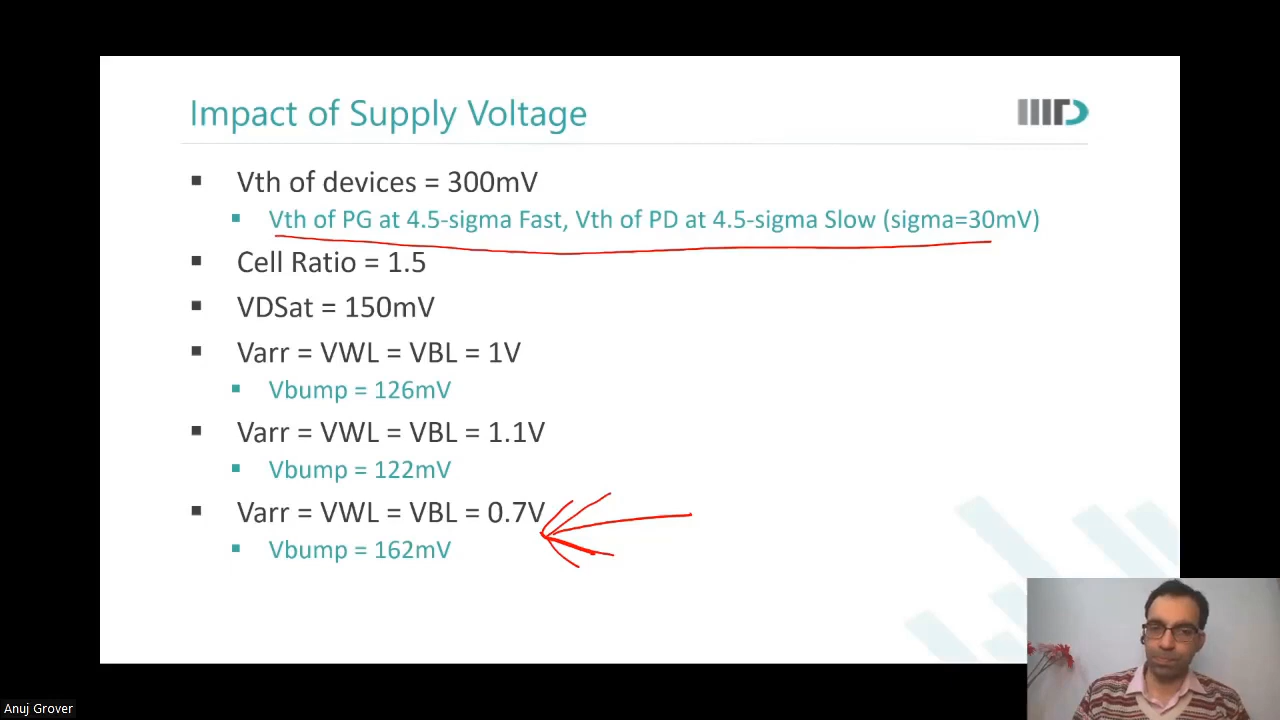 Impact of Supply Voltage
IIITD
▪ Vth of devices = 300mV
▪ Vth of PG at 4.5-sigma Fast, Vth of PD at 4.5-sigma Slow (sigma=30mV)
▪ Cell Ratio = 1.5
▪ VDSat = 150mV
▪ Varr = VWL = VBL = 1V
▪ Vbump = 126mV
▪ Varr = VWL = VBL = 1.1V
▪ Vbump = 122mV
▪ Varr = VWL = VBL = 0.7V
▪ Vbump = 162mV
Anuj Grover